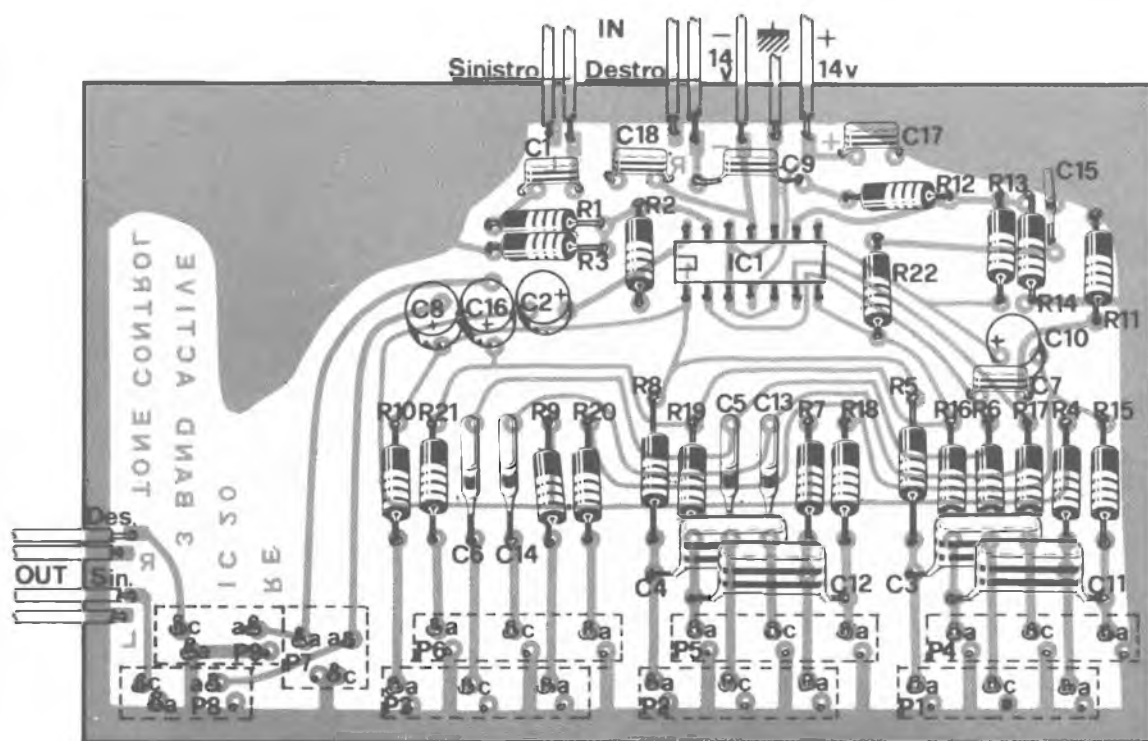 IN
Sinistro
Destro
−
14 v
+
14 v
C1
C18
C9
+
C17
R1
R3
R2
IC1
R12
R13
C15
R22
R14
R11
C8
+
C16
+
C2
+
+
C10
C7
TONE CONTROL
3 BAND ACTIVE
IC 20
RE
R10
R21
C6
C14
R9
R20
R8
R19
C5
C13
R7
R18
R5
R16
R6
R17
R4
R15
C4
C12
C3
C11
OUT
Des.
R
Sin.
L
c
a
a
P9
a
a
c
P7
c
a
a
P8
a
c
a
P6
a
c
a
P5
a
c
a
P4
a
c
a
a
c
a
P2
a
c
a
P1